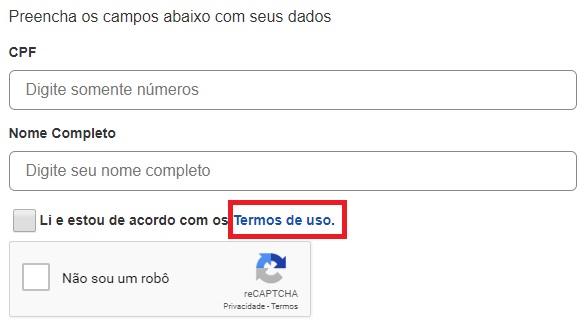 Preencha os campos abaixo com seus dados
CPF
Digite somente números
Nome Completo
Digite seu nome completo
Li e estou de acordo com os Termos de uso.
Não sou um robô
reCAPTCHA
Privacidade - Termos